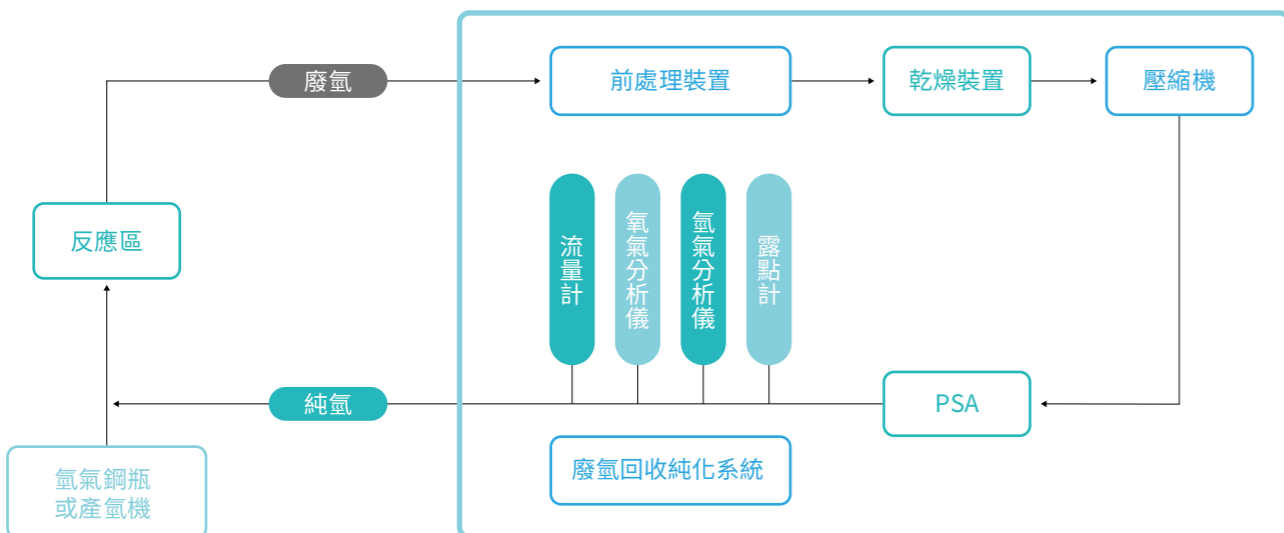 廢氫
前處理裝置
乾燥裝置
壓縮機
反應區
流量計
氧氣分析儀
氫氣分析儀
露點計
純氫
PSA
氫氣鋼瓶
或產氫機
廢氫回收純化系統